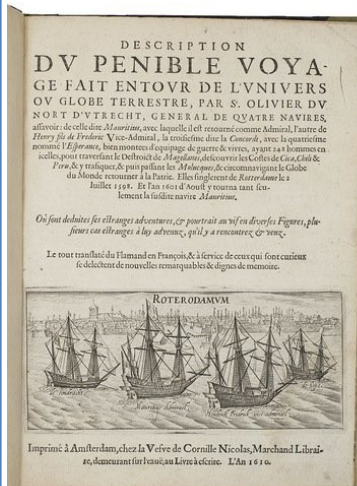 DESCRIPTION
DV PENIBLE VOYA-
GE FAIT ENTOVR DE L'VNIVERS
OV GLOBE TERRESTRE, PAR Sr. OLIVIER DV
NORT D'VTRECHT, GENERAL DE QVATRE NAVIRES,
assavoir: de celle dite Mauritius, avec laquelle il est retourné comme Admiral, l'autre de
Henry fils de Frederic Vice-Admiral, la troisiesme dite la Concorde, avec la quatriesme
nommé l'Esperance, bien montees d'equipage de guerre & vivres, ayant 248 hommes en
icelles, pour traversant le Destroict de Magellanes, descouvrir les Costes de Cica, Chili &
Peru, & y trafiquer, & puis passant les Molucques, & circomnavigant le Globe
du Monde retourner à la Patrie. Elles singlerent de Rotterdame le 2
Juillet 1598. Et l'an 1601 d'Aoust y tourna tant seu-
lement la susdite navire Mauritius.
Où sont deduites ses estranges adventures, & pourtrait au vif en diverses Figures, plu-
sieurs cas estranges à luy advenuz, qu'il y a rencontrez & veuz.
Le tout translaté du Flamand en François, & à service de ceux qui sont curieux
se delectent de nouvelles remarquables & dignes de memoire.
ROTERODAMVM
Imprimé à Amsterdam, chez la Vefve de Cornille Nicolas, Marchand Librai-
re, demeurant sur l'eauë, au Livre à escrire. L'An 1610.